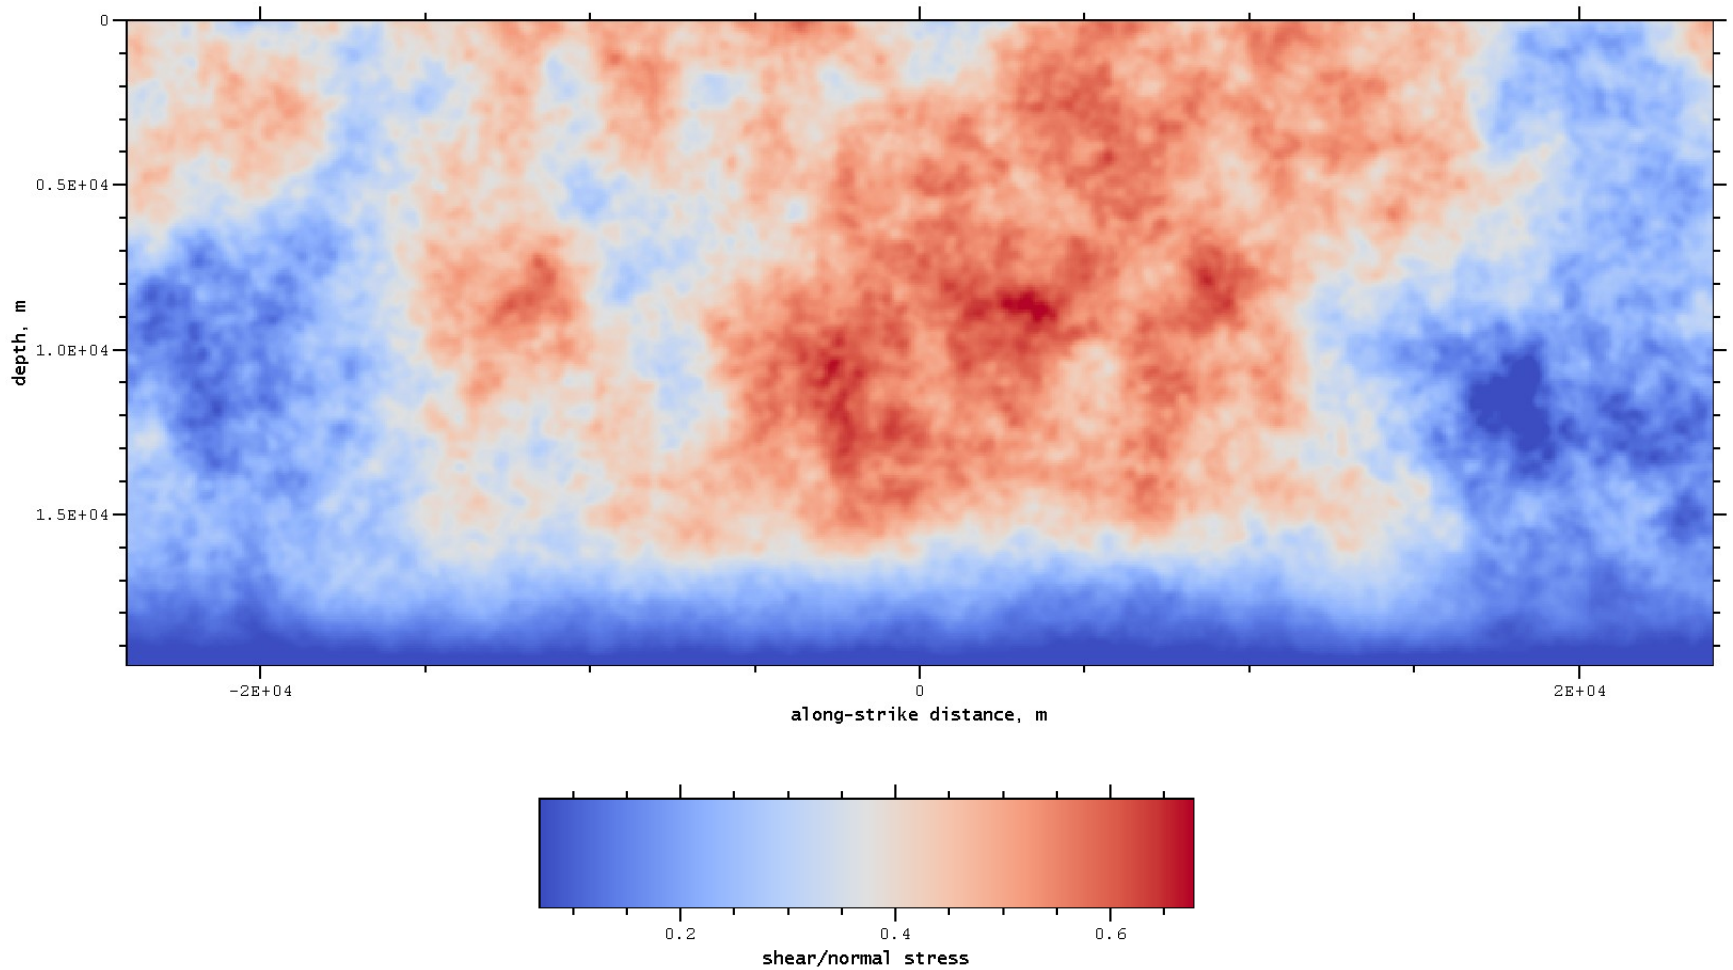 0
0.5E+04
1.0E+04
1.5E+04
depth, m
-2E+04 0 2E+04
along-strike distance, m
0.2 0.4 0.6
shear/normal stress